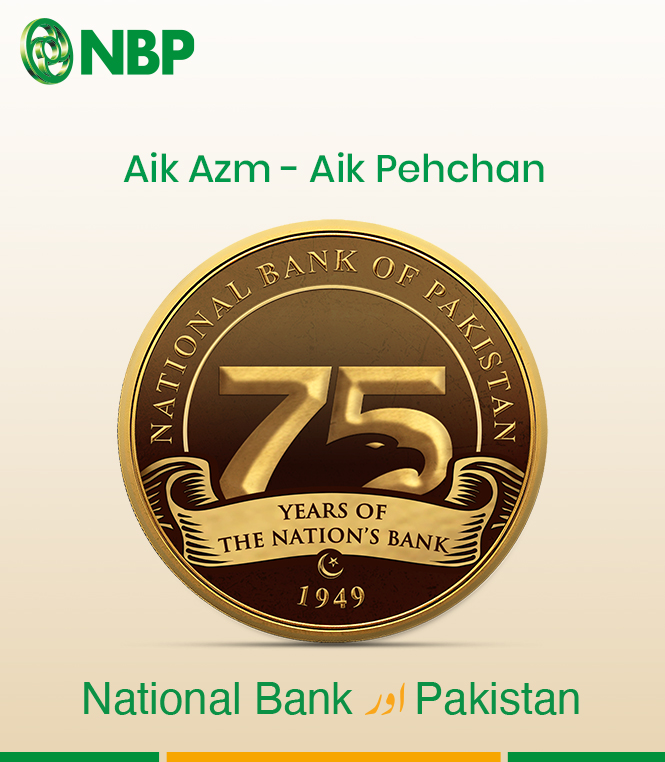 NBP
Aik Azm - Aik Pehchan
NATIONAL BANK OF PAKISTAN
75
YEARS OF
THE NATION'S BANK
1949
National Bank اور Pakistan